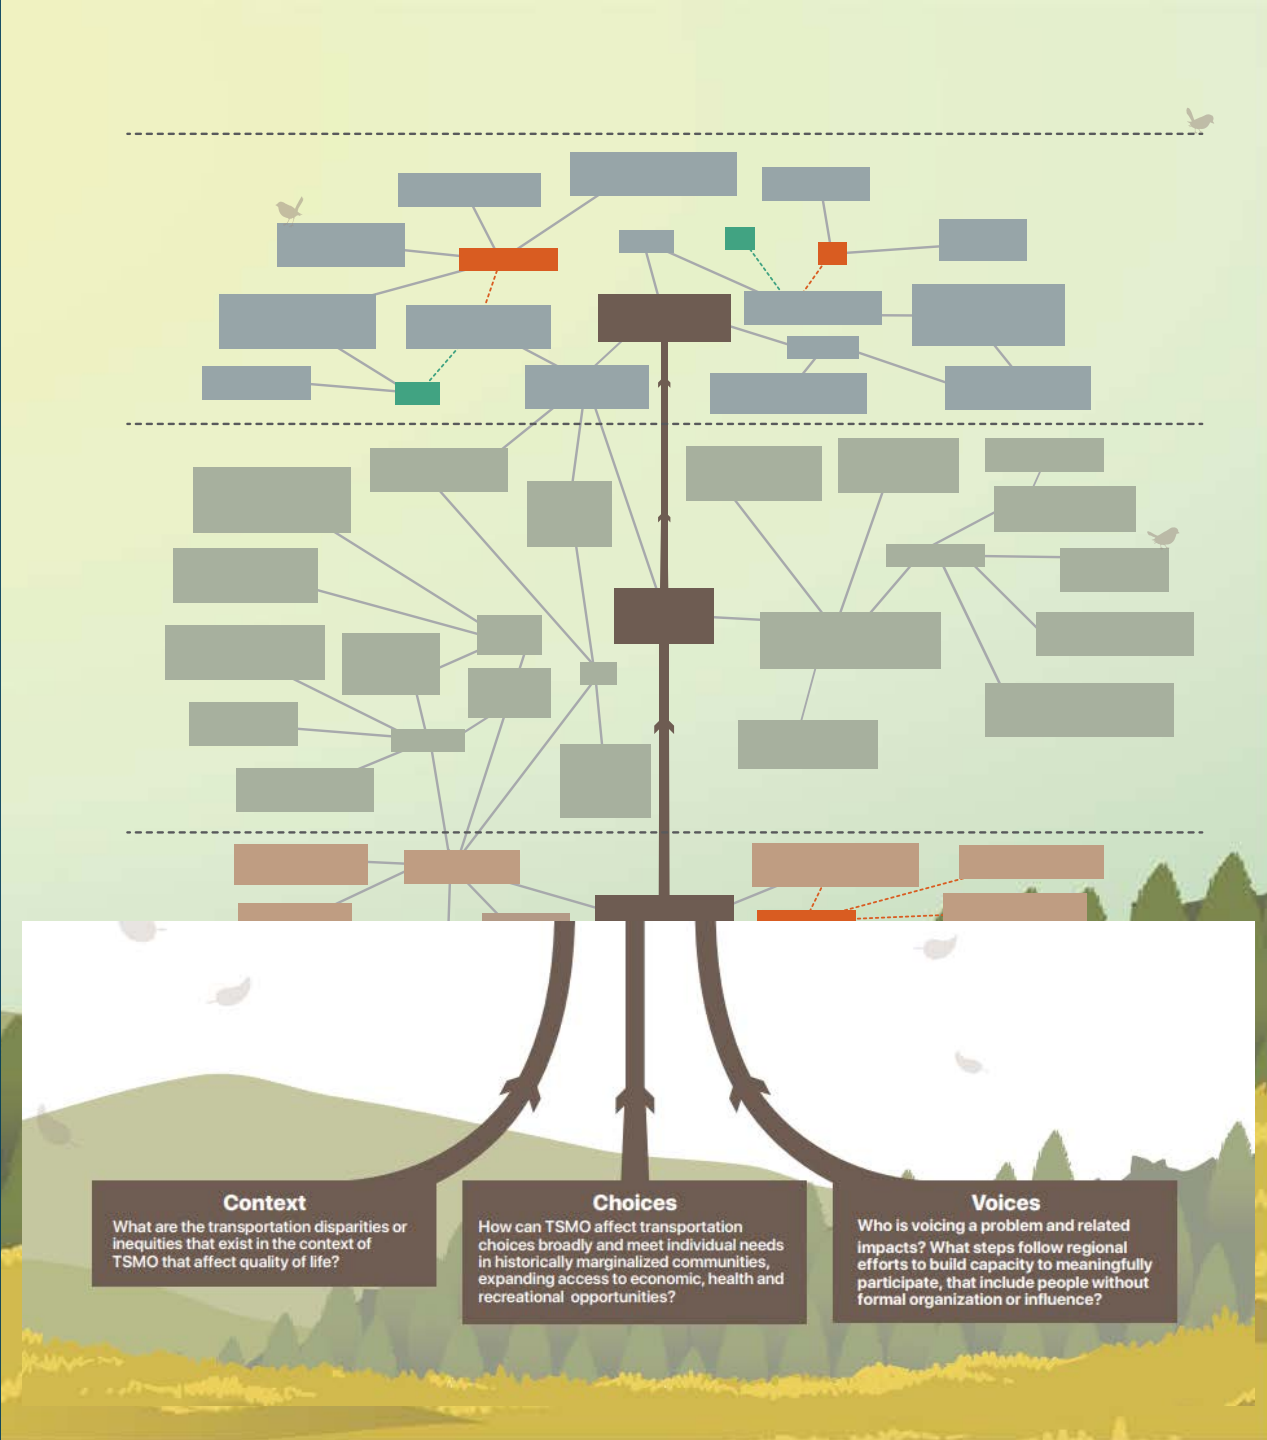 Context
What are the transportation disparities or
inequities that exist in the context of
TSMO that affect quality of life?
Choices
How can TSMO affect transportation
choices broadly and meet individual needs
in historically marginalized communities,
expanding access to economic, health and
recreational opportunities?
Voices
Who is voicing a problem and related
impacts? What steps follow regional
efforts to build capacity to meaningfully
participate, that include people without
formal organization or influence?